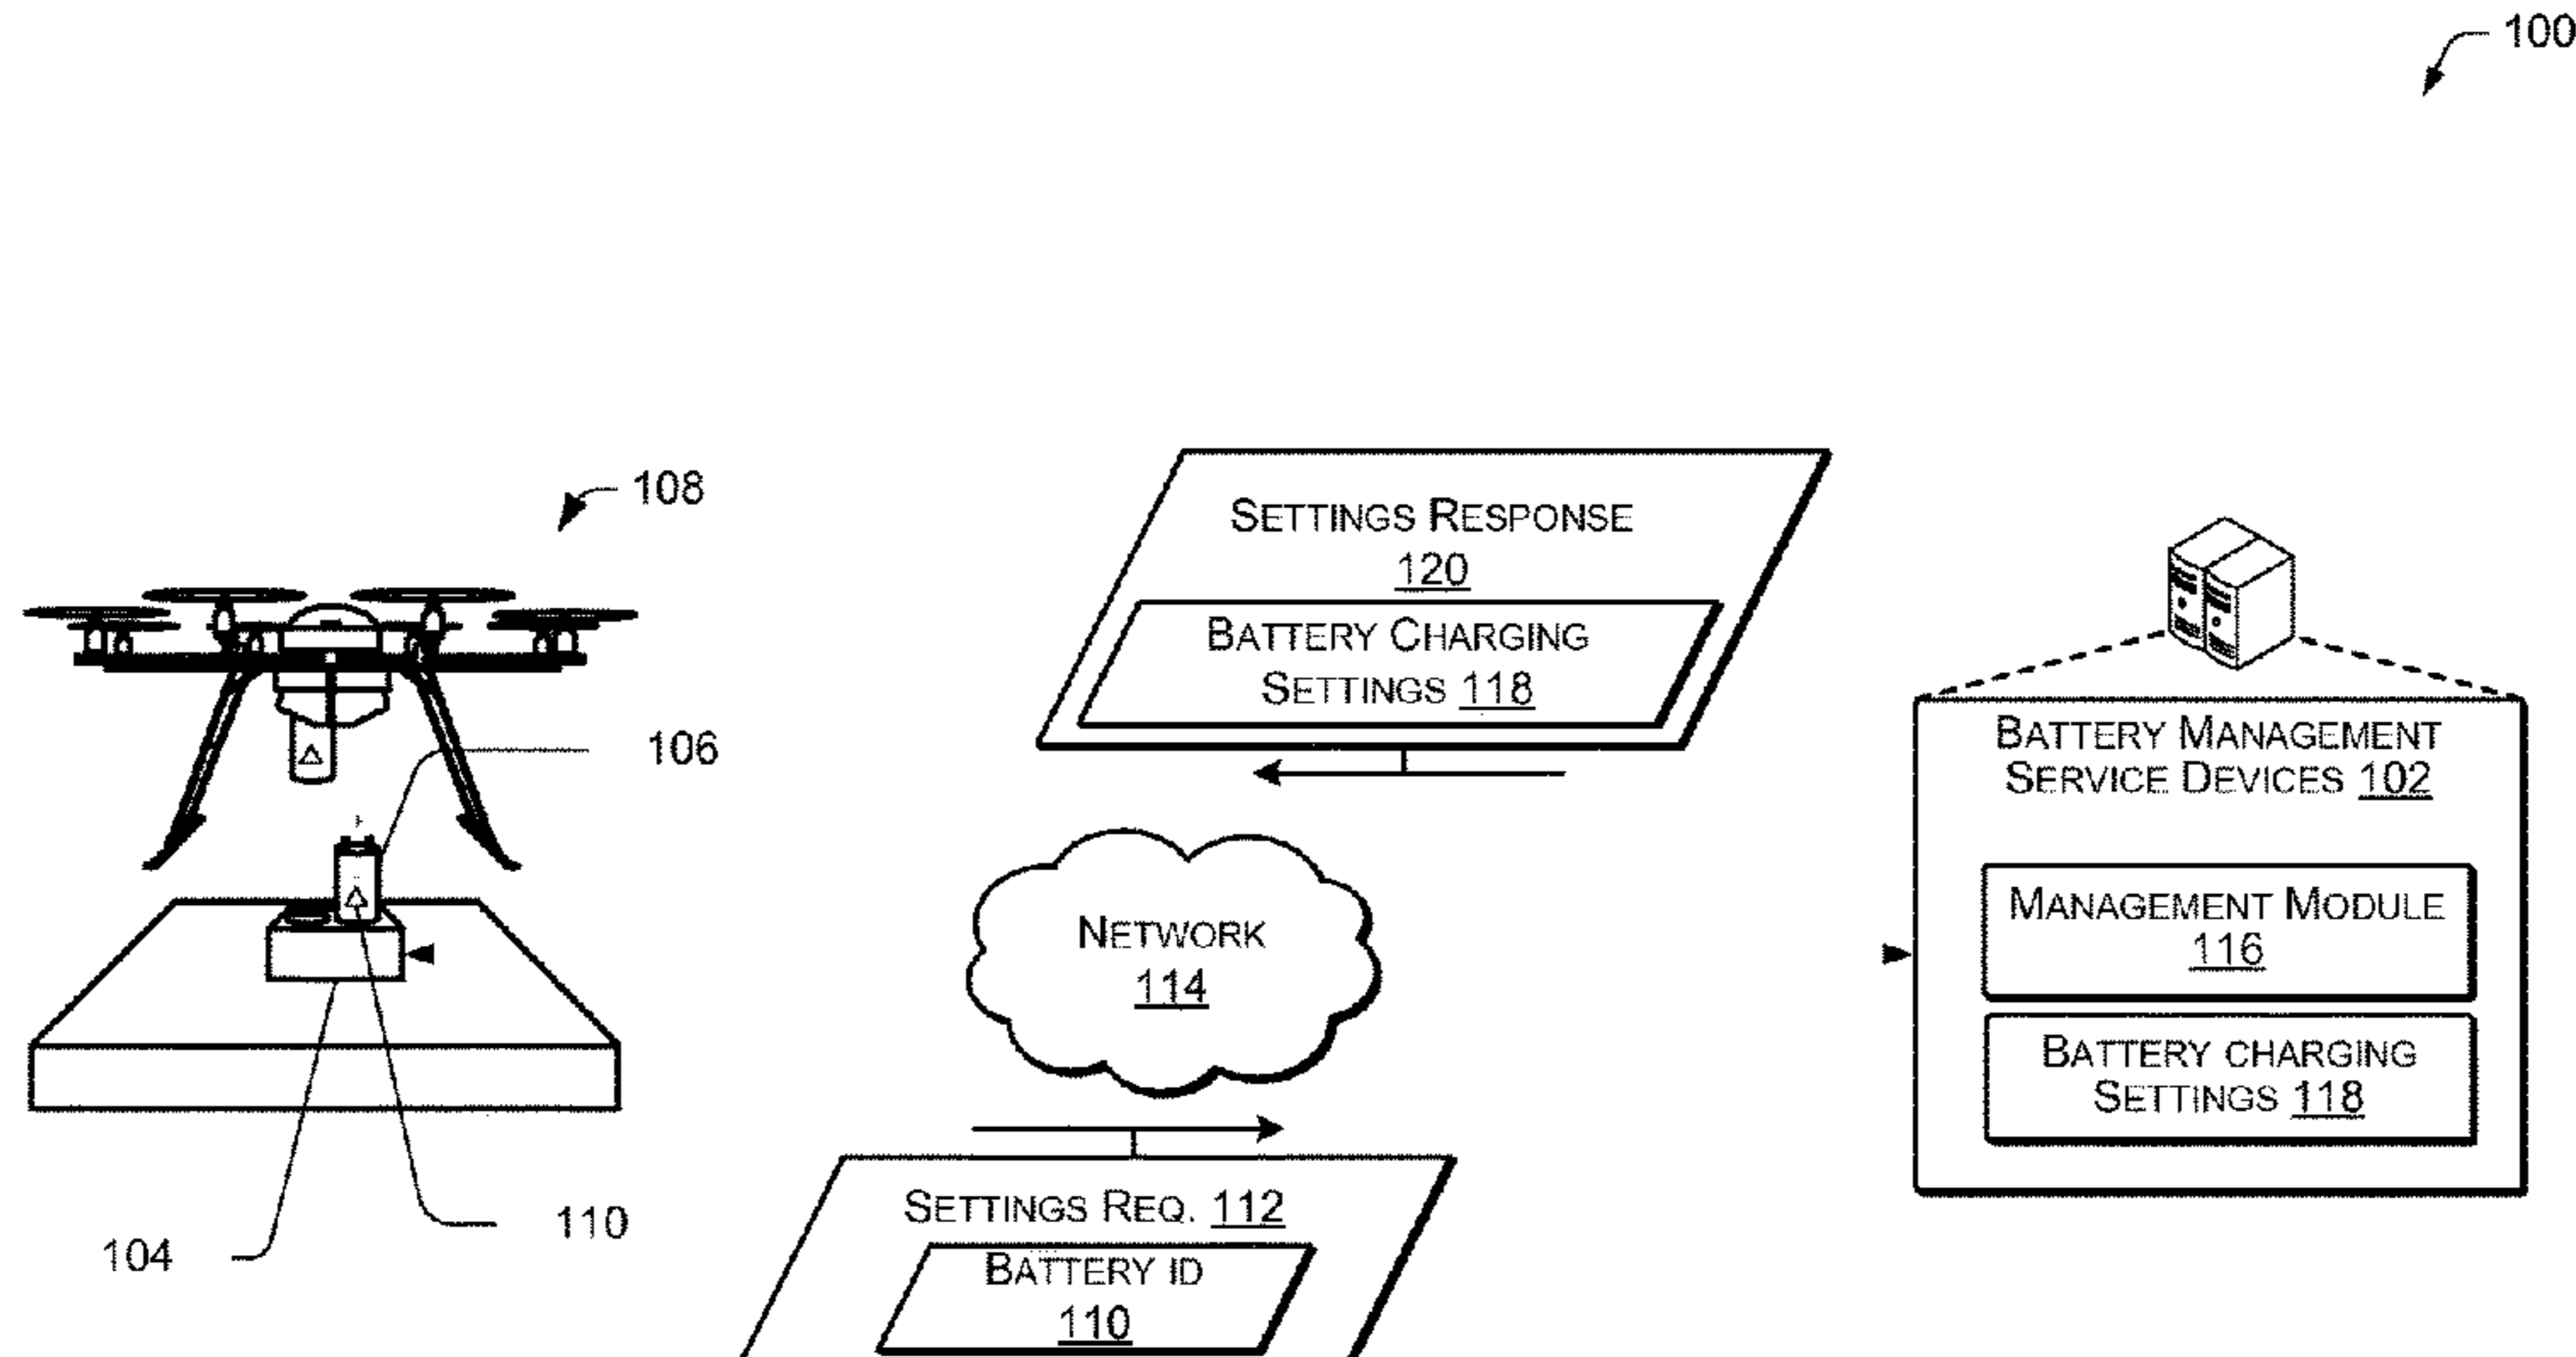 100
108
SETTINGS RESPONSE
120
BATTERY CHARGING
SETTINGS 118
106
BATTERY MANAGEMENT
SERVICE DEVICES 102
MANAGEMENT MODULE
116
NETWORK
114
BATTERY CHARGING
SETTINGS 118
110
104
SETTINGS REQ. 112
BATTERY ID
110